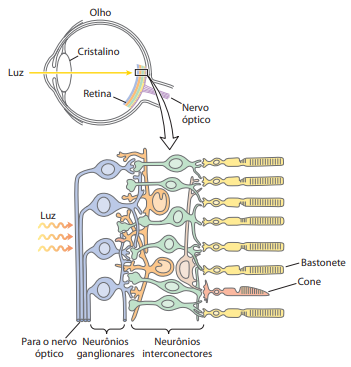 Olho
Cristalino
Luz
Retina
Nervo
óptico
Luz
Bastonete
Cone
Para o nervo
óptico
Neurônios
ganglionares
Neurônios
interconectores